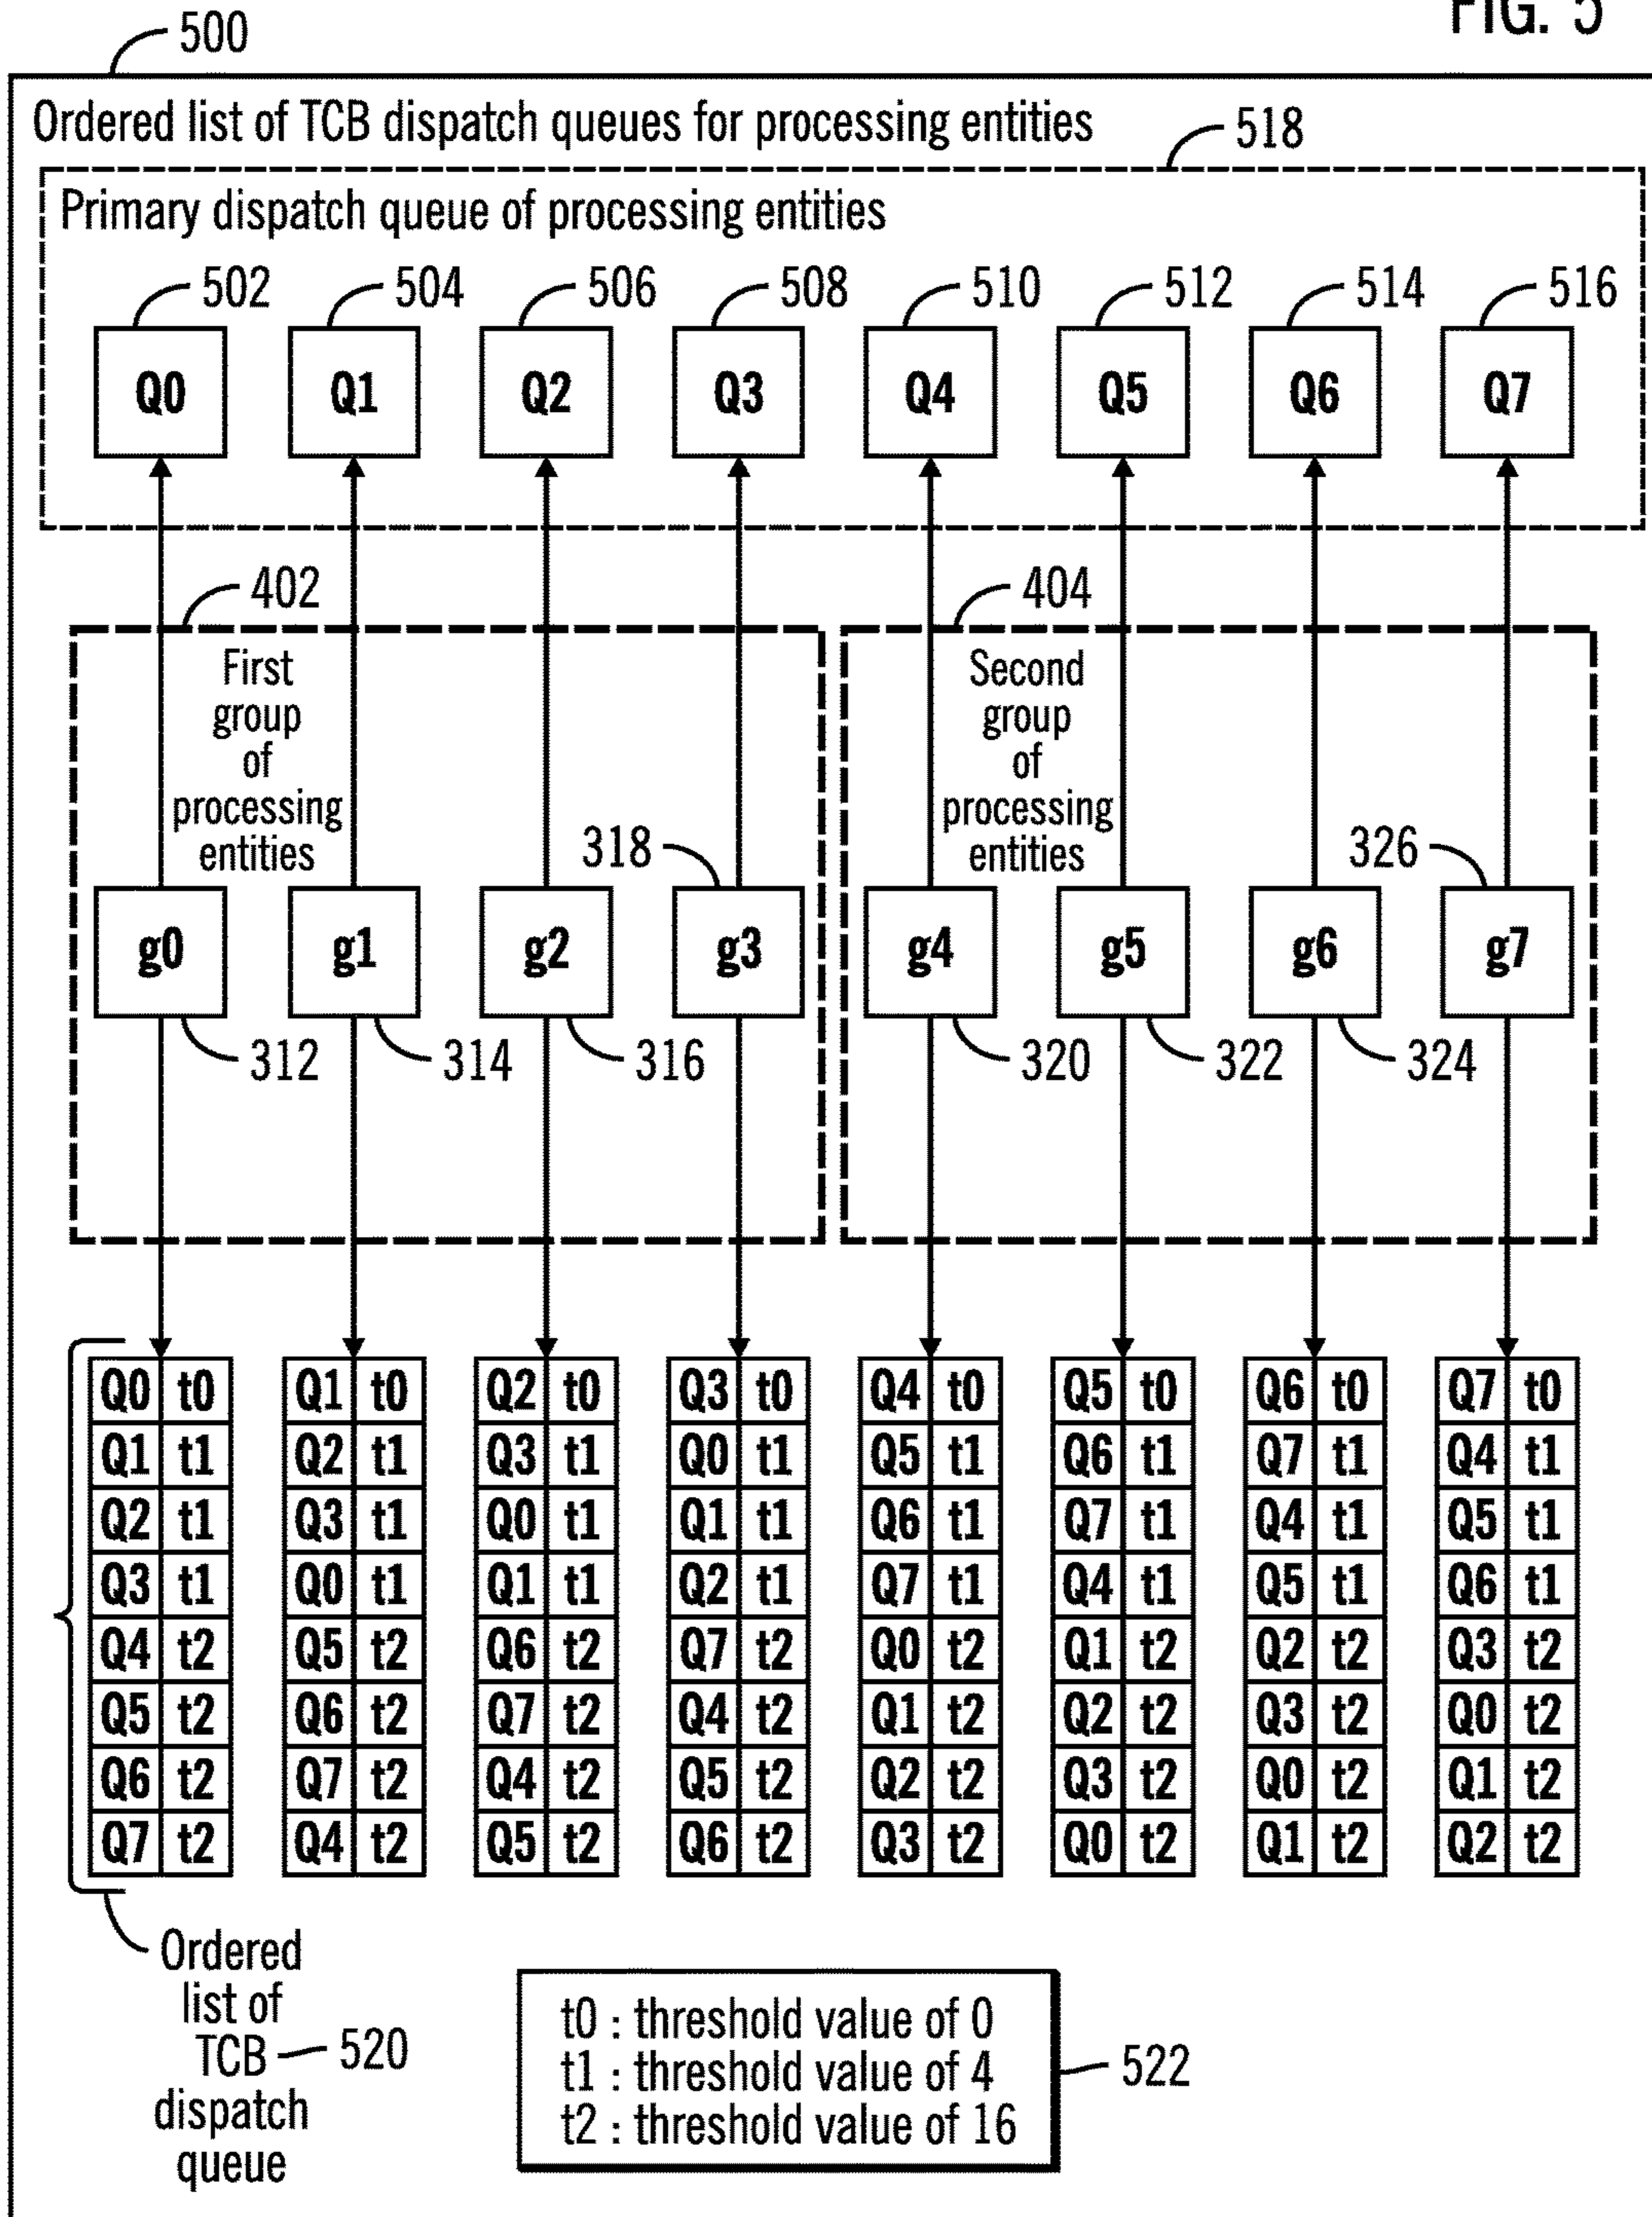 FIG. 5
500
Ordered list of TCB dispatch queues for processing entities
518
Primary dispatch queue of processing entities
502 504 506 508 510 512 514 516
Q0 Q1 Q2 Q3 Q4 Q5 Q6 Q7
402 404
First Second
group group
of of
processing processing
entities entities
318 326
g0 g1 g2 g3 g4 g5 g6 g7
312 314 316 320 322 324
Q0 t0 Q1 t0 Q2 t0 Q3 t0 Q4 t0 Q5 t0 Q6 t0 Q7 t0
Q1 t1 Q2 t1 Q3 t1 Q0 t1 Q5 t1 Q6 t1 Q7 t1 Q4 t1
Q2 t1 Q3 t1 Q0 t1 Q1 t1 Q6 t1 Q7 t1 Q4 t1 Q5 t1
Q3 t1 Q0 t1 Q1 t1 Q2 t1 Q7 t1 Q4 t1 Q5 t1 Q6 t1
Q4 t2 Q5 t2 Q6 t2 Q7 t2 Q0 t2 Q1 t2 Q2 t2 Q3 t2
Q5 t2 Q6 t2 Q7 t2 Q4 t2 Q1 t2 Q2 t2 Q3 t2 Q0 t2
Q6 t2 Q7 t2 Q4 t2 Q5 t2 Q2 t2 Q3 t2 Q0 t2 Q1 t2
Q7 t2 Q4 t2 Q5 t2 Q6 t2 Q3 t2 Q0 t2 Q1 t2 Q2 t2
Ordered
list of
TCB 520
dispatch
queue
t0 : threshold value of 0
t1 : threshold value of 4
t2 : threshold value of 16
522